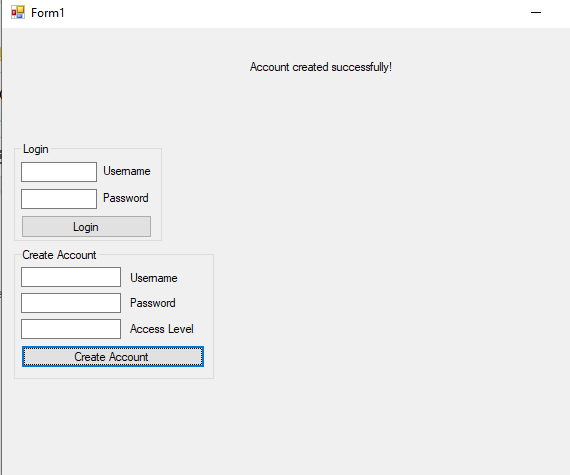 Form1
Account created successfully!
Login
Username
Password
Login
Create Account
Username
Password
Access Level
Create Account